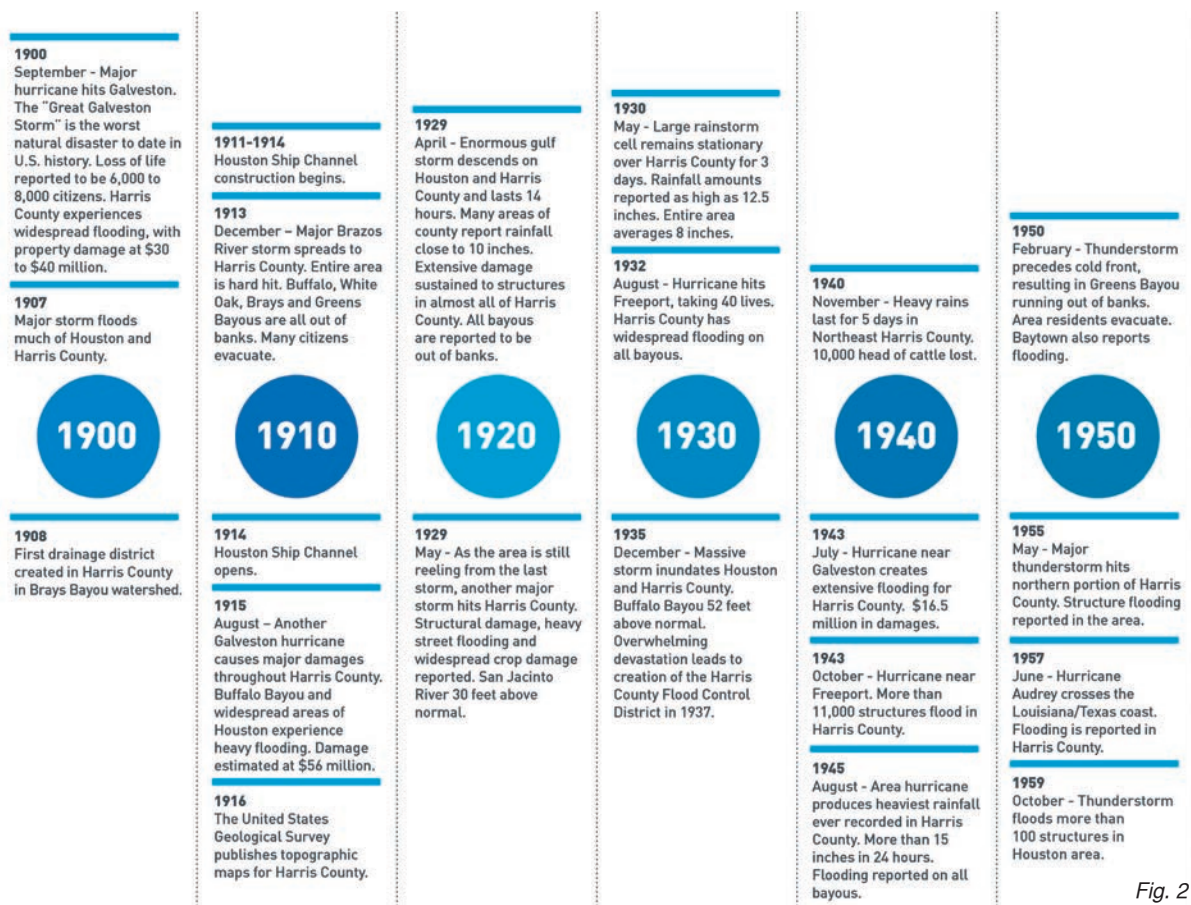 1900
September - Major
hurricane hits Galveston.
The "Great Galveston
Storm" is the worst
natural disaster to date in
U.S. history. Loss of life
reported to be 6,000 to
8,000 citizens. Harris
County experiences
widespread flooding, with
property damage at $30
to $40 million.
1907
Major storm floods
much of Houston and
Harris County.
1900
1908
First drainage district
created in Harris County
in Brays Bayou watershed.
1911-1914
Houston Ship Channel
construction begins.
1913
December – Major Brazos
River storm spreads to
Harris County. Entire area
is hard hit. Buffalo, White
Oak, Brays and Greens
Bayous are all out of
banks. Many citizens
evacuate.
1910
1914
Houston Ship Channel
opens.
1915
August – Another
Galveston hurricane
causes major damages
throughout Harris County.
Buffalo Bayou and
widespread areas of
Houston experience
heavy flooding. Damage
estimated at $56 million.
1916
The United States
Geological Survey
publishes topographic
maps for Harris County.
1929
April - Enormous gulf
storm descends on
Houston and Harris
County and lasts 14
hours. Many areas of
county report rainfall
close to 10 inches.
Extensive damage
sustained to structures
in almost all of Harris
County. All bayous
are reported to be
out of banks.
1920
1929
May - As the area is still
reeling from the last
storm, another major
storm hits Harris County.
Structural damage, heavy
street flooding and
widespread crop damage
reported. San Jacinto
River 30 feet above
normal.
1930
May - Large rainstorm
cell remains stationary
over Harris County for 3
days. Rainfall amounts
reported as high as 12.5
inches. Entire area
averages 8 inches.
1932
August - Hurricane hits
Freeport, taking 40 lives.
Harris County has
widespread flooding on
all bayous.
1930
1935
December - Massive
storm inundates Houston
and Harris County.
Buffalo Bayou 52 feet
above normal.
Overwhelming
devastation leads to
creation of the Harris
County Flood Control
District in 1937.
1940
November - Heavy rains
last for 5 days in
Northeast Harris County.
10,000 head of cattle lost.
1940
1943
July - Hurricane near
Galveston creates
extensive flooding for
Harris County. $16.5
million in damages.
1943
October - Hurricane near
Freeport. More than
11,000 structures flood in
Harris County.
1945
August - Area hurricane
produces heaviest rainfall
ever recorded in Harris
County. More than 15
inches in 24 hours.
Flooding reported on all
bayous.
1950
February - Thunderstorm
precedes cold front,
resulting in Greens Bayou
running out of banks.
Area residents evacuate.
Baytown also reports
flooding.
1950
1955
May - Major
thunderstorm hits
northern portion of Harris
County. Structure flooding
reported in the area.
1957
June - Hurricane
Audrey crosses the
Louisiana/Texas coast.
Flooding is reported in
Harris County.
1959
October - Thunderstorm
floods more than
100 structures in
Houston area.
Fig. 2